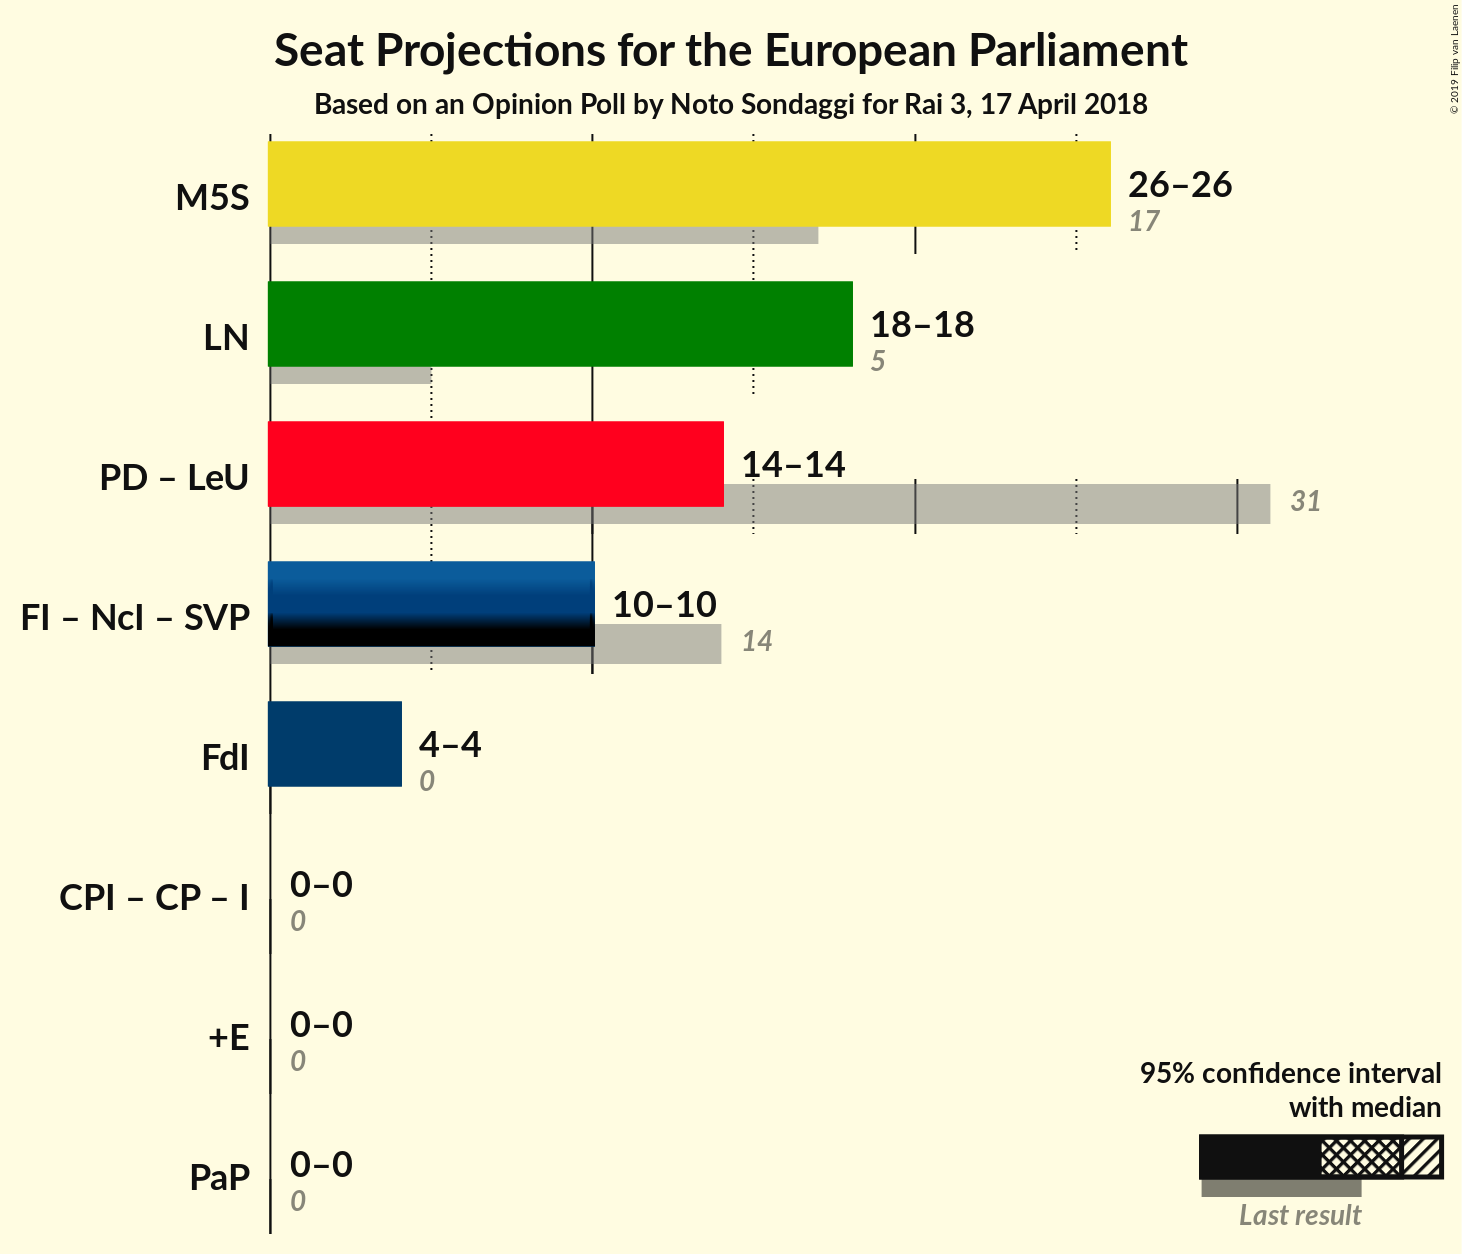 Seat Projections for the European Parliament
Based on an Opinion Poll by Noto Sondaggi for Rai 3, 17 April 2018
© 2019 Filip van Laenen
M5S
26–26
17
LN
18–18
5
PD – LeU
14–14
31
FI – NcI – SVP
10–10
14
FdI
4–4
0
CPI – CP – I
0–0
0
+E
0–0
0
PaP
0–0
0
95% confidence interval
with median
Last result